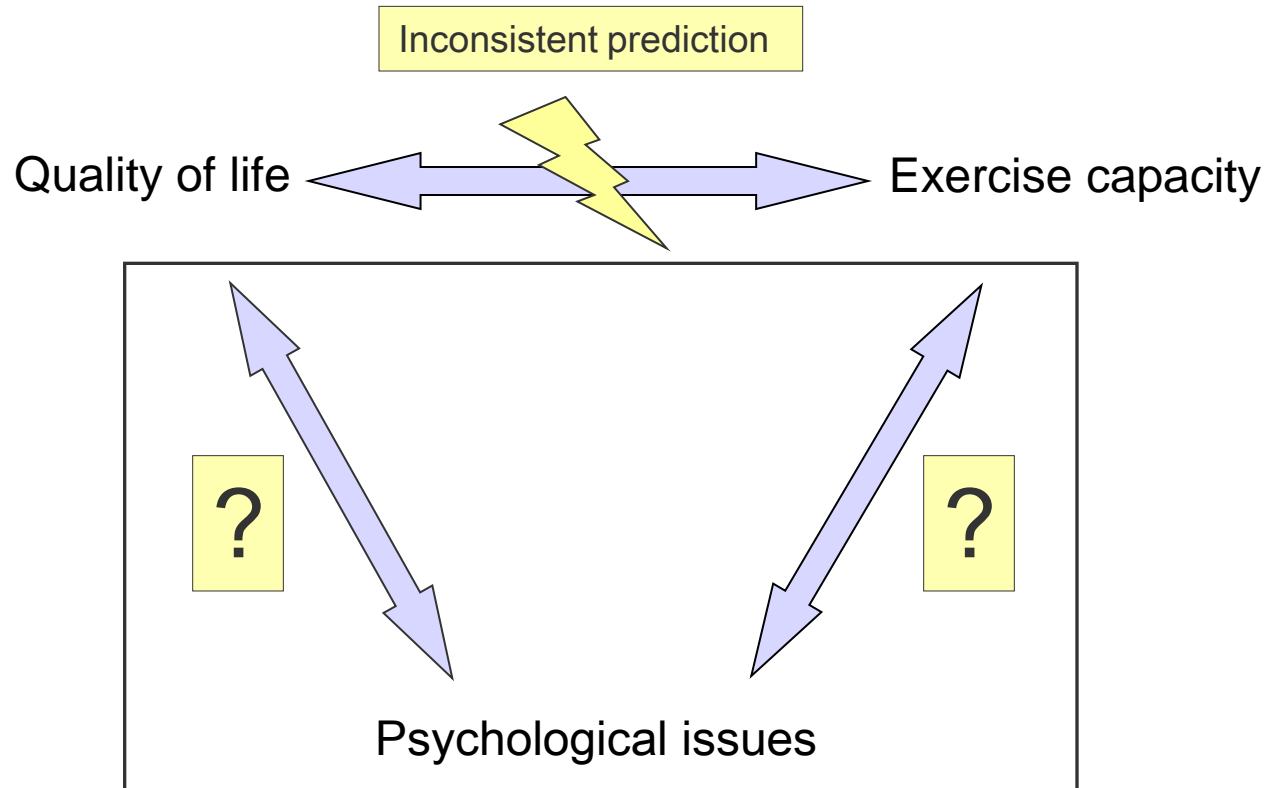 Inconsistent prediction
Quality of life
Exercise capacity
?
?
Psychological issues